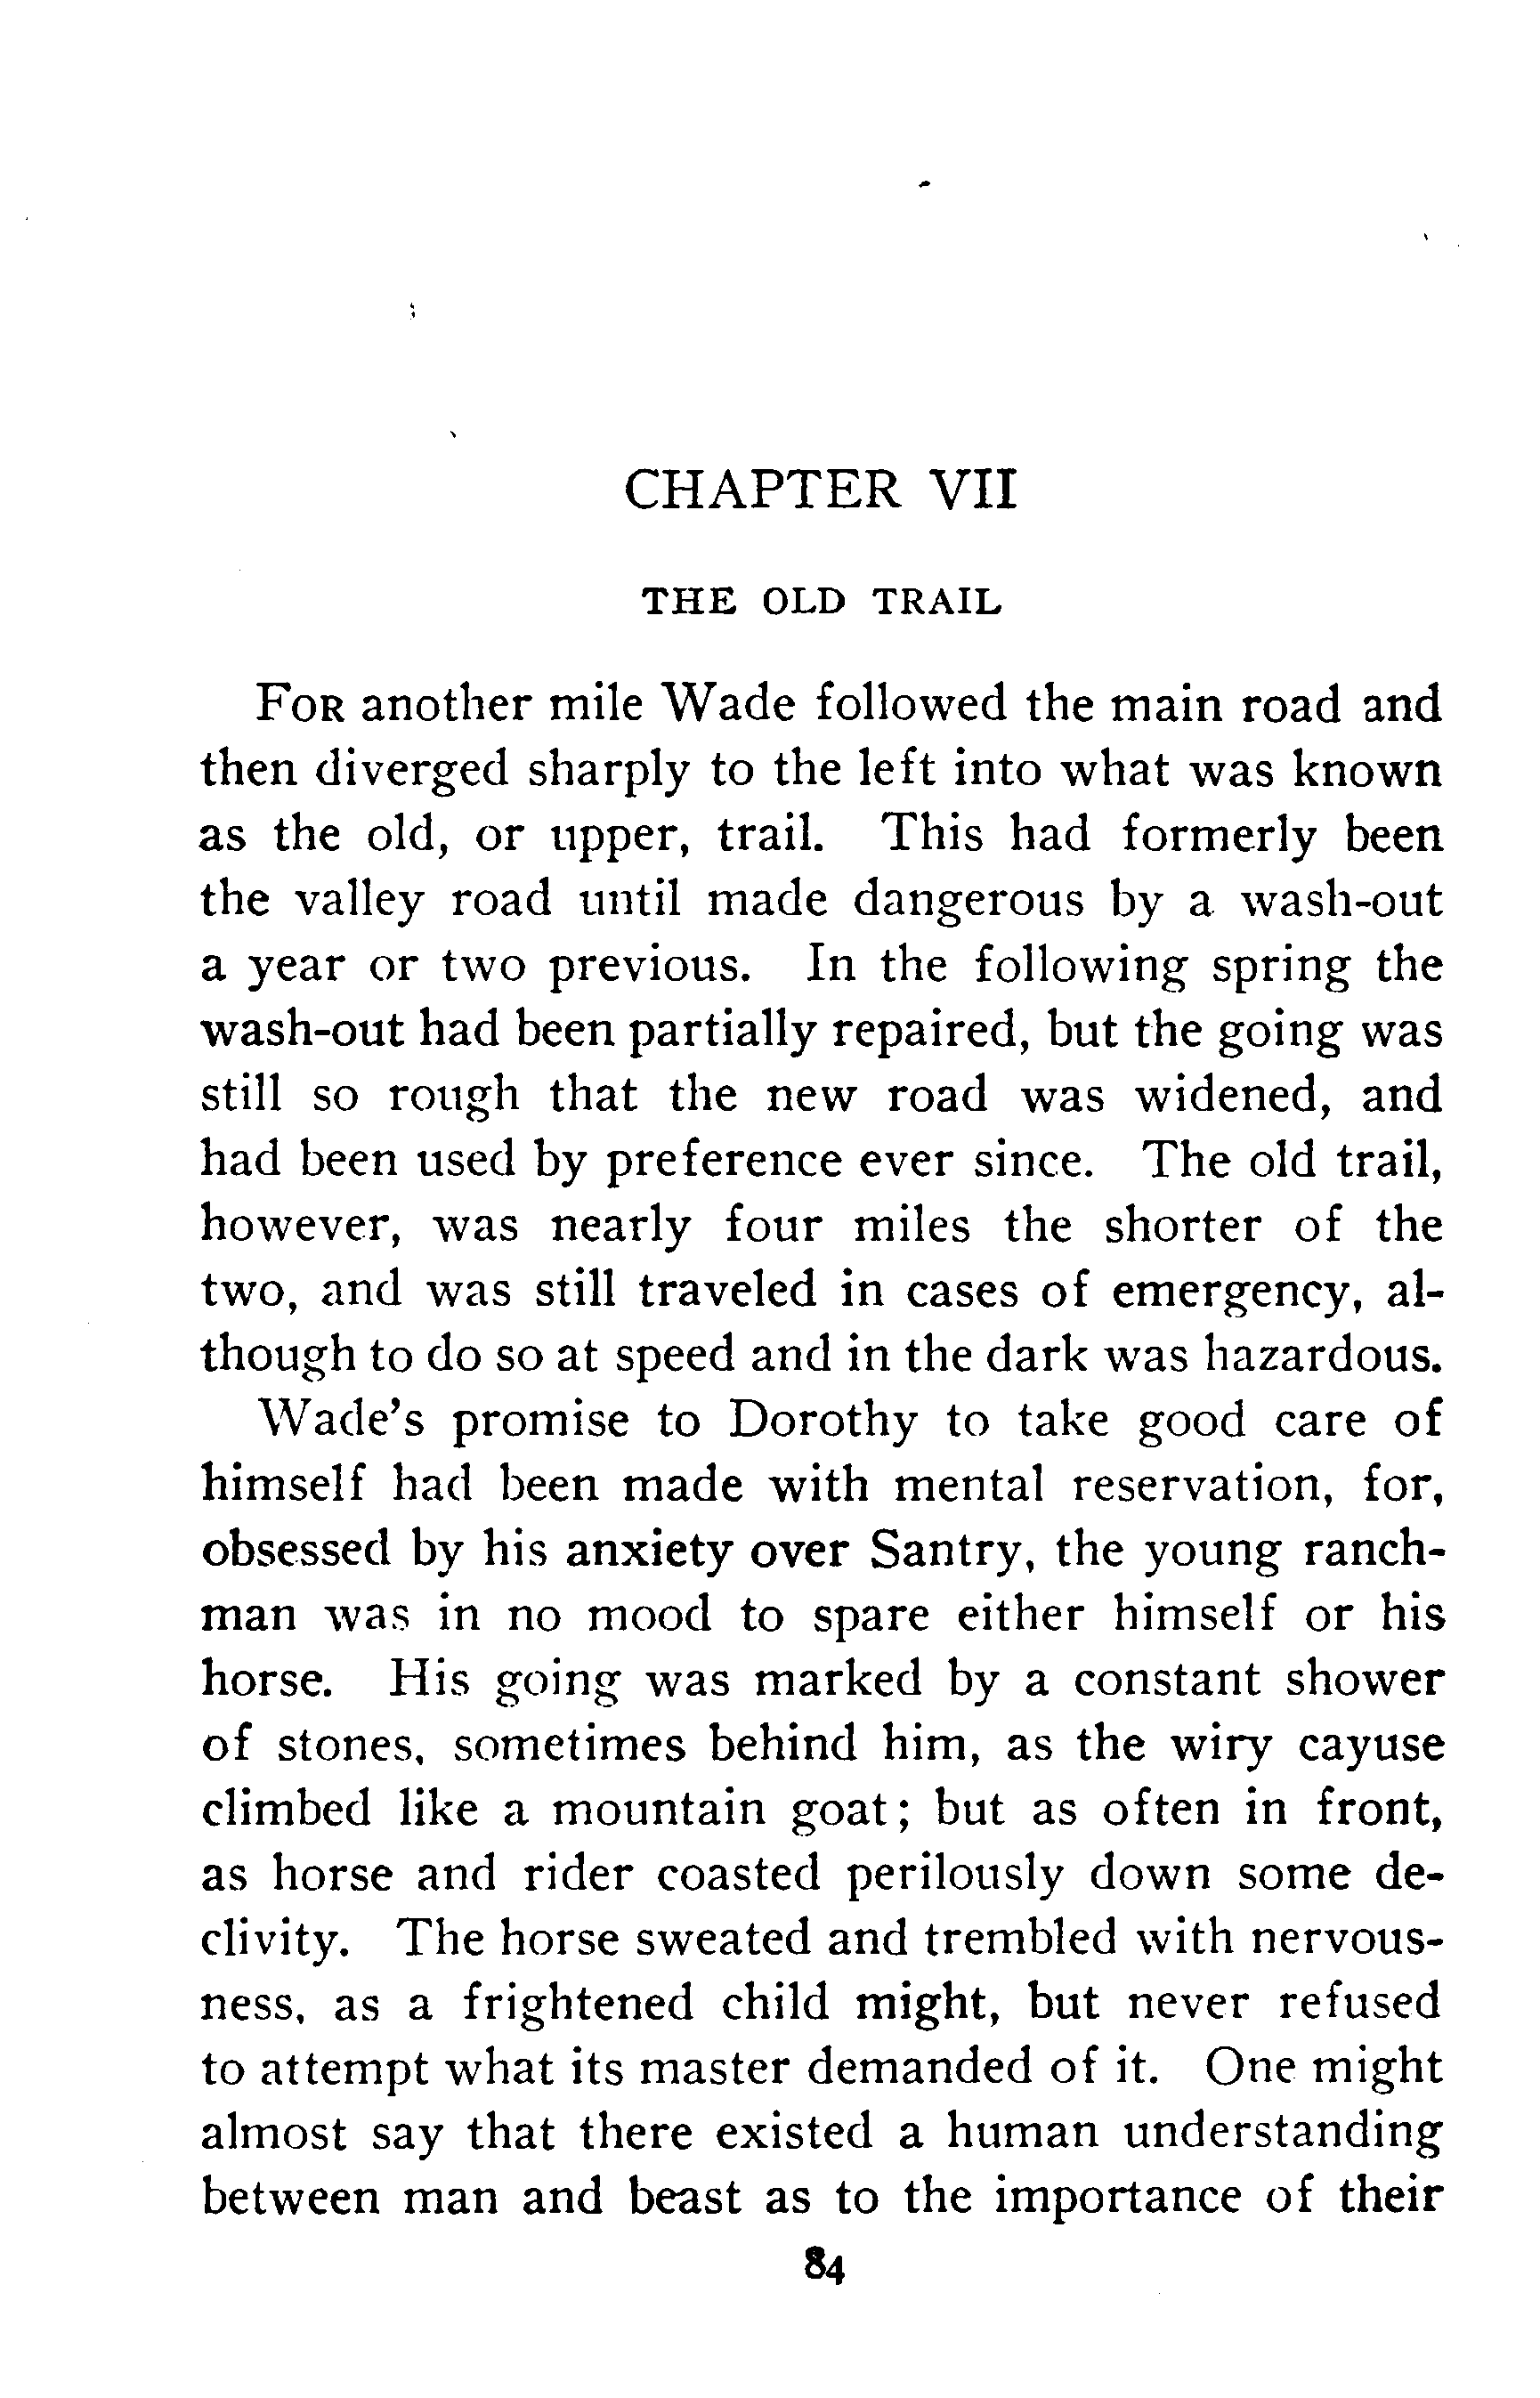 CHAPTER VII
THE OLD TRAIL
For another mile Wade followed the main road and
then diverged sharply to the left into what was known
as the old, or upper, trail. This had formerly been
the valley road until made dangerous by a wash-out
a year or two previous. In the following spring the
wash-out had been partially repaired, but the going was
still so rough that the new road was widened, and
had been used by preference ever since. The old trail,
however, was nearly four miles the shorter of the
two, and was still traveled in cases of emergency, al-
though to do so at speed and in the dark was hazardous.
Wade's promise to Dorothy to take good care of
himself had been made with mental reservation, for,
obsessed by his anxiety over Santry, the young ranch-
man was in no mood to spare either himself or his
horse. His going was marked by a constant shower
of stones, sometimes behind him, as the wiry cayuse
climbed like a mountain goat; but as often in front,
as horse and rider coasted perilously down some de-
clivity. The horse sweated and trembled with nervous-
ness, as a frightened child might, but never refused
to attempt what its master demanded of it. One might
almost say that there existed a human understanding
between man and beast as to the importance of their
84